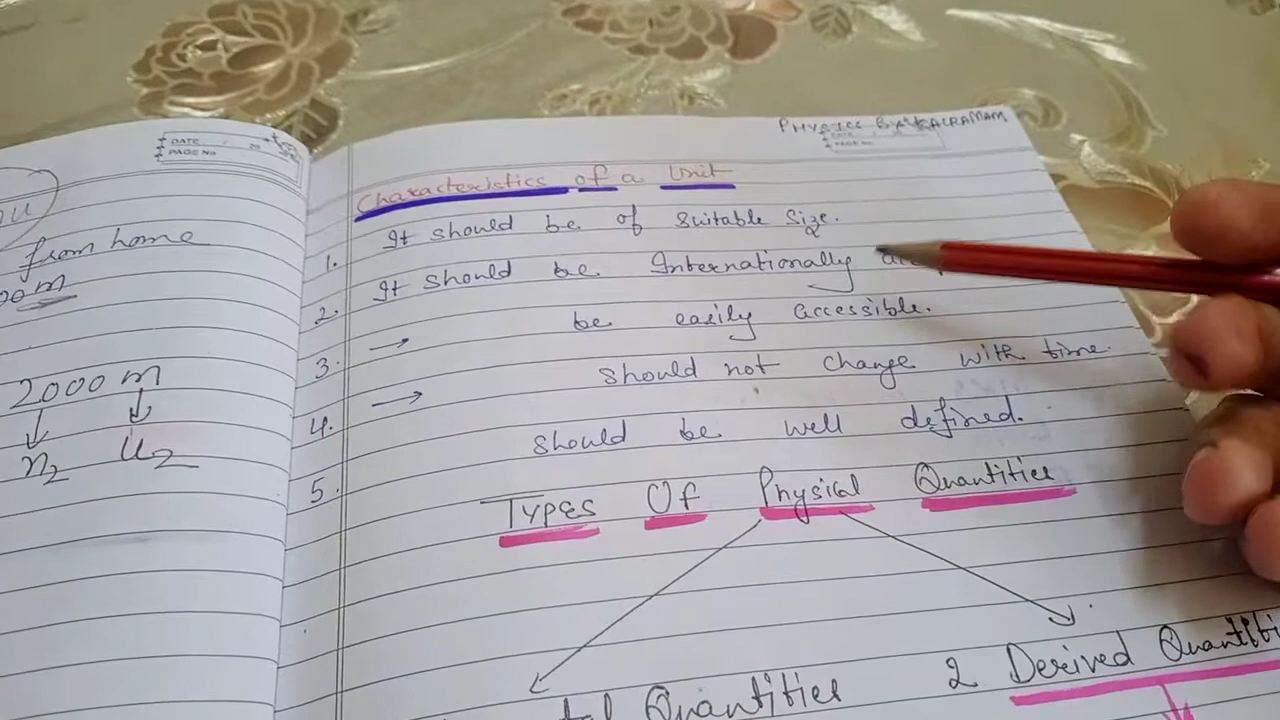 from home
m
2000 m
n2 u2
DATE 20
PAGE No
PHYSICS BY KALRAMAM
Characteristics of a Unit
1. It should be of suitable size.
2. It should be Internationally
3. → be easily accessible.
4. → should not change with time.
5. should be well defined.
Types Of Physical Quantities
Quantities
2 Derived